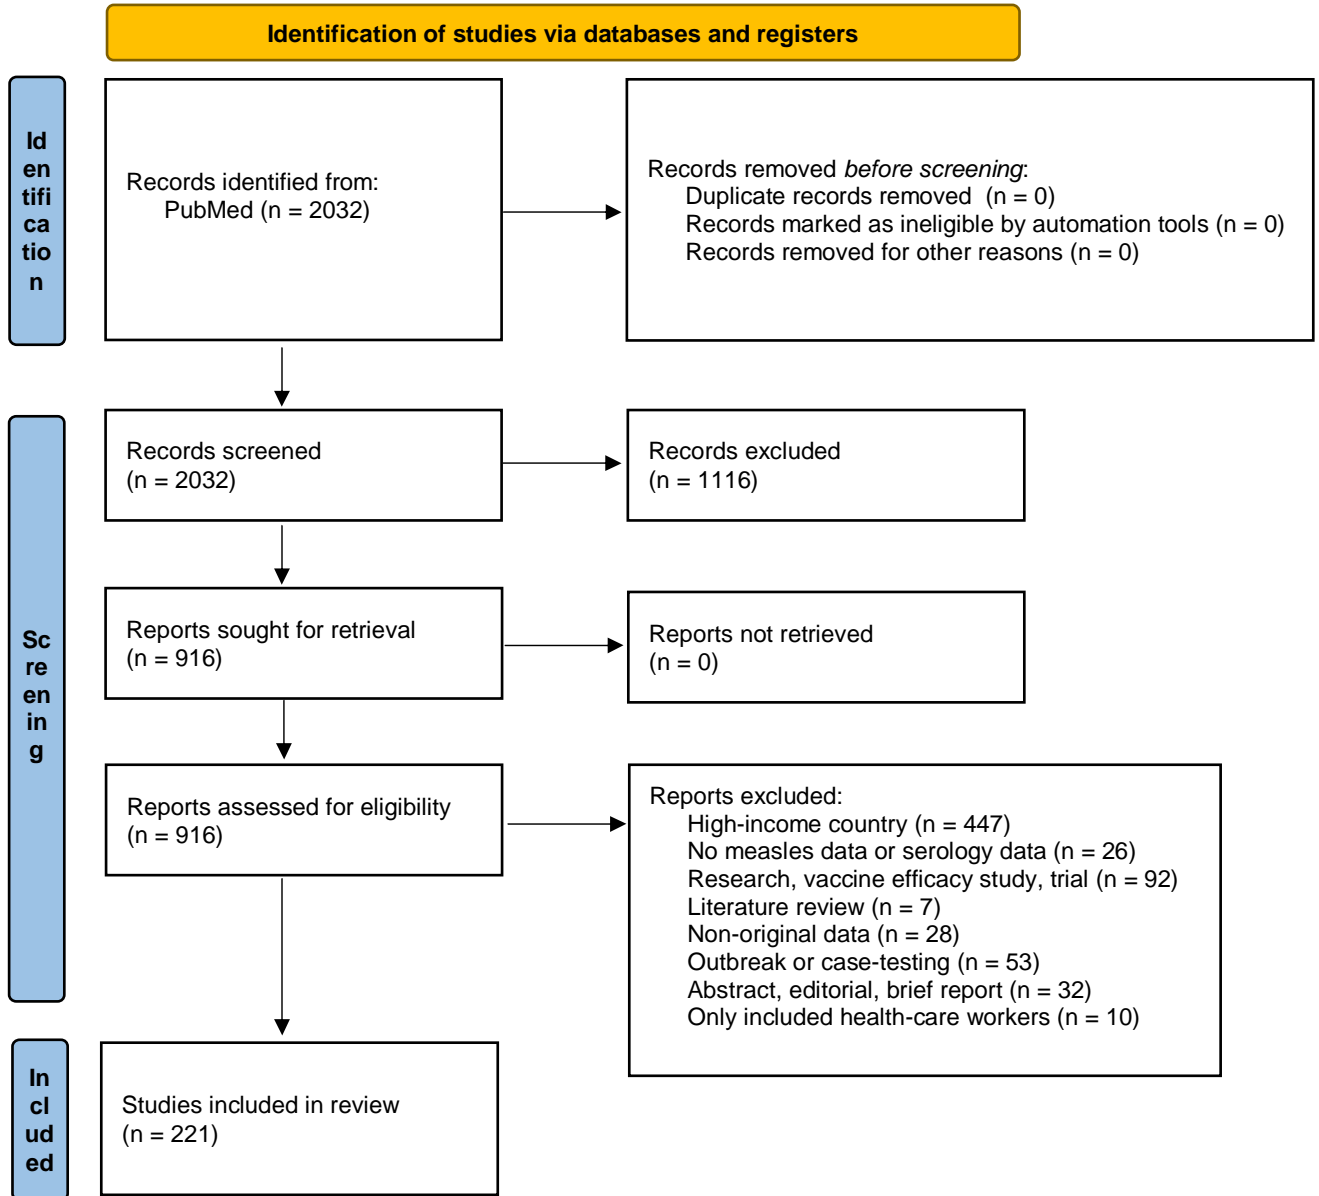 Identification of studies via databases and registers
Id
en
tifi
ca
tio
n
Records identified from:
PubMed (n = 2032)
Records removed before screening:
Duplicate records removed  (n = 0)
Records marked as ineligible by automation tools (n = 0)
Records removed for other reasons (n = 0)
Sc
re
en
in
g
Records screened
(n = 2032)
Records excluded
(n = 1116)
Reports sought for retrieval
(n = 916)
Reports not retrieved
(n = 0)
Reports assessed for eligibility
(n = 916)
Reports excluded:
High-income country (n = 447)
No measles data or serology data (n = 26)
Research, vaccine efficacy study, trial (n = 92)
Literature review (n = 7)
Non-original data (n = 28)
Outbreak or case-testing (n = 53)
Abstract, editorial, brief report (n = 32)
Only included health-care workers (n = 10)
In
cl
ud
ed
Studies included in review
(n = 221)